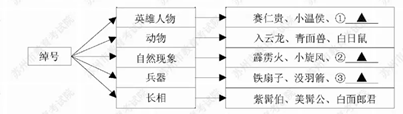 绰号
英雄人物 赛仁贵、小温侯、①▲
动物 入云龙、青面兽、白日鼠
自然现象 霹雳火、小旋风、②▲
兵器 铁扇子、没羽箭、③▲
长相 紫髯伯、美髯公、白面郎君